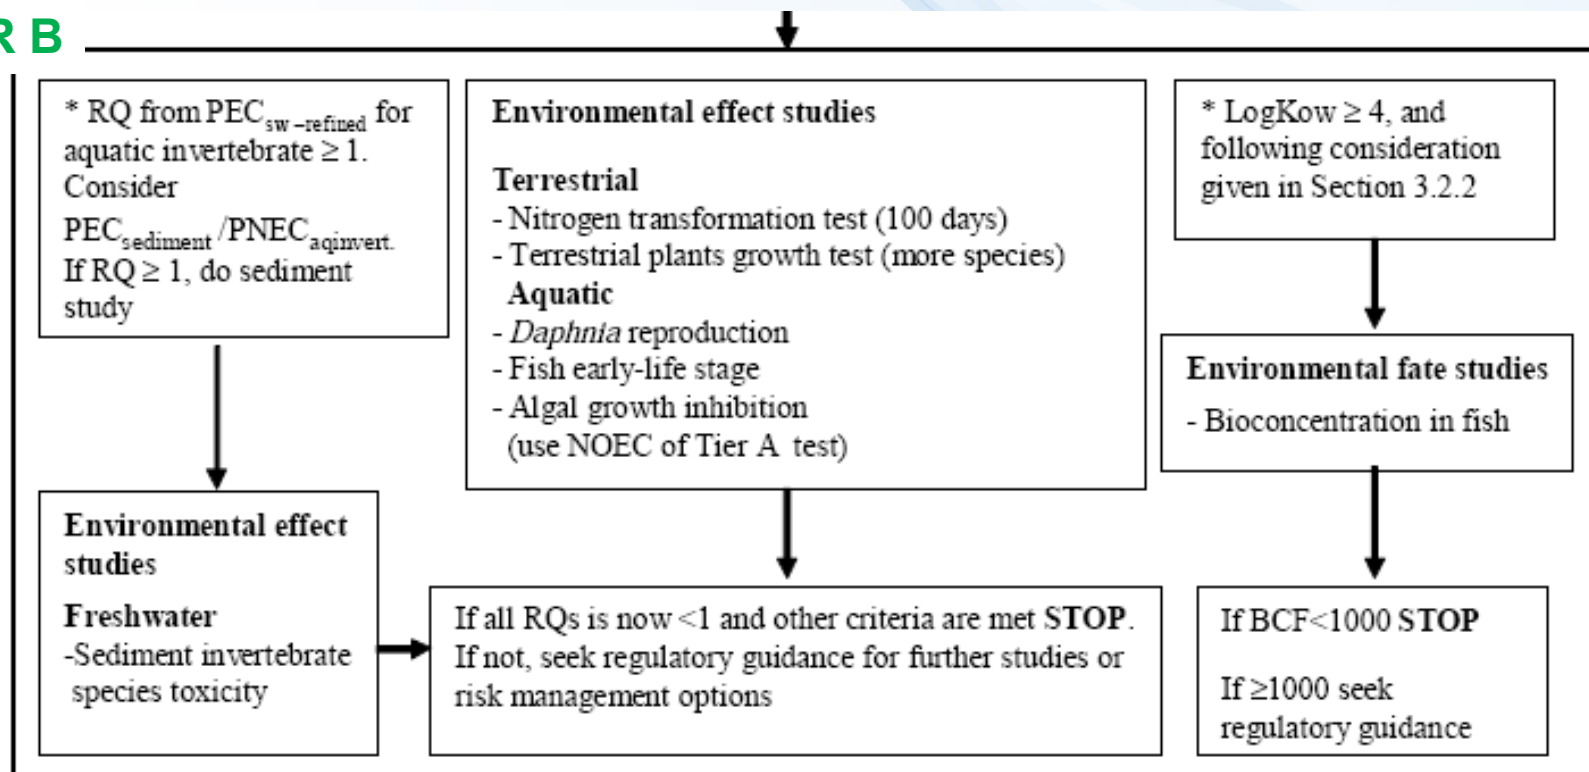 R B
* RQ from PECsw–refined for
aquatic invertebrate ≥ 1.
Consider
PECsediment /PNECaqinvert.
If RQ ≥ 1, do sediment
study
Environmental effect studies
Terrestrial
- Nitrogen transformation test (100 days)
- Terrestrial plants growth test (more species)
Aquatic
- Daphnia reproduction
- Fish early-life stage
- Algal growth inhibition
(use NOEC of Tier A test)
* LogKow ≥ 4, and
following consideration
given in Section 3.2.2
Environmental fate studies
- Bioconcentration in fish
Environmental effect
studies
Freshwater
-Sediment invertebrate
species toxicity
If all RQs is now <1 and other criteria are met STOP.
If not, seek regulatory guidance for further studies or
risk management options
If BCF<1000 STOP
If ≥1000 seek
regulatory guidance